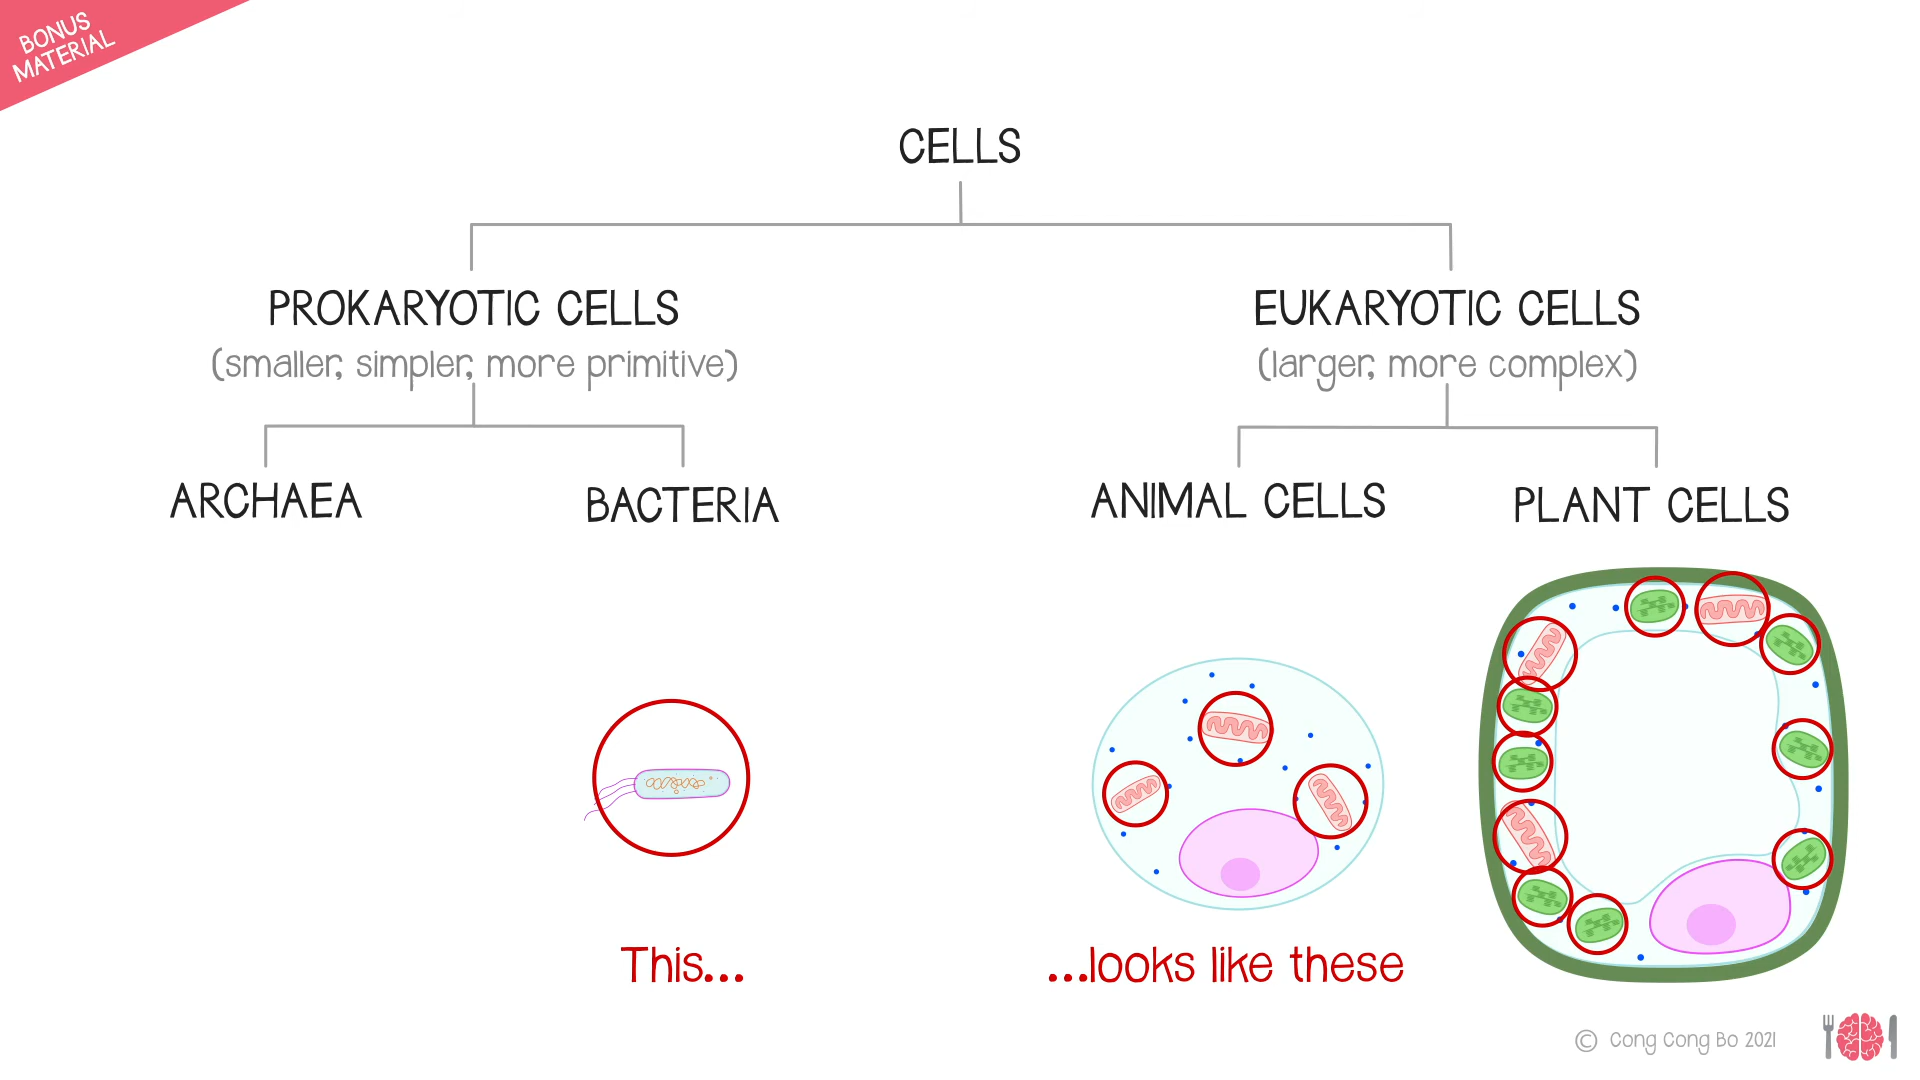 BONUS
MATERIAL
CELLS
PROKARYOTIC CELLS
(smaller, simpler, more primitive)
EUKARYOTIC CELLS
(larger, more complex)
ARCHAEA
BACTERIA
ANIMAL CELLS
PLANT CELLS
This...
...looks like these
© Cong Cong Bo 2021